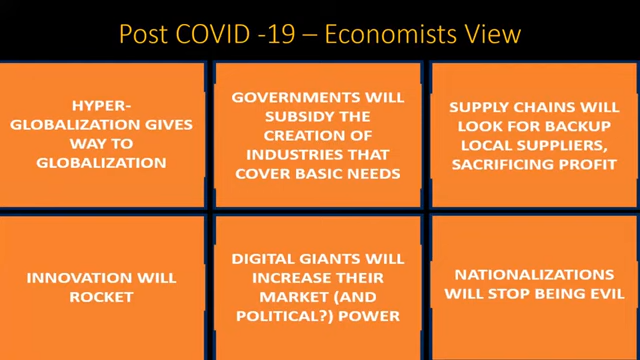 Post COVID -19 – Economists View
HYPER-
GLOBALIZATION GIVES
WAY TO
GLOBALIZATION
GOVERNMENTS WILL
SUBSIDY THE
CREATION OF
INDUSTRIES THAT
COVER BASIC NEEDS
SUPPLY CHAINS WILL
LOOK FOR BACKUP
LOCAL SUPPLIERS,
SACRIFICING PROFIT
INNOVATION WILL
ROCKET
DIGITAL GIANTS WILL
INCREASE THEIR
MARKET (AND
POLITICAL?) POWER
NATIONALIZATIONS
WILL STOP BEING EVIL